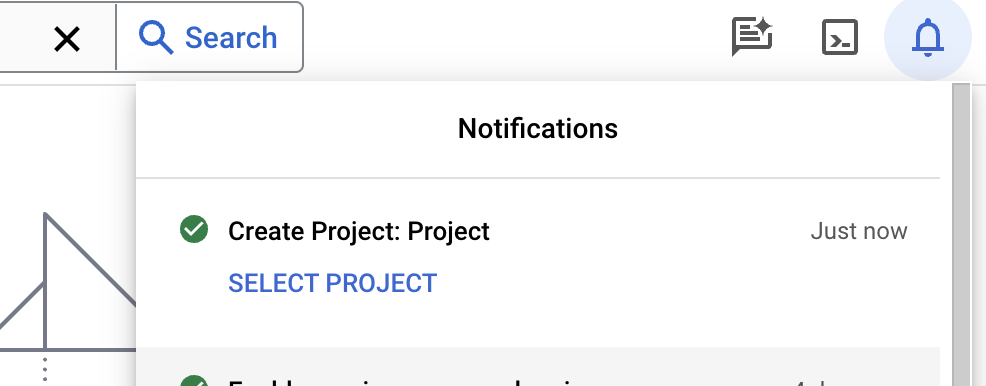 Search
Notifications
Create Project: Project
Just now
SELECT PROJECT